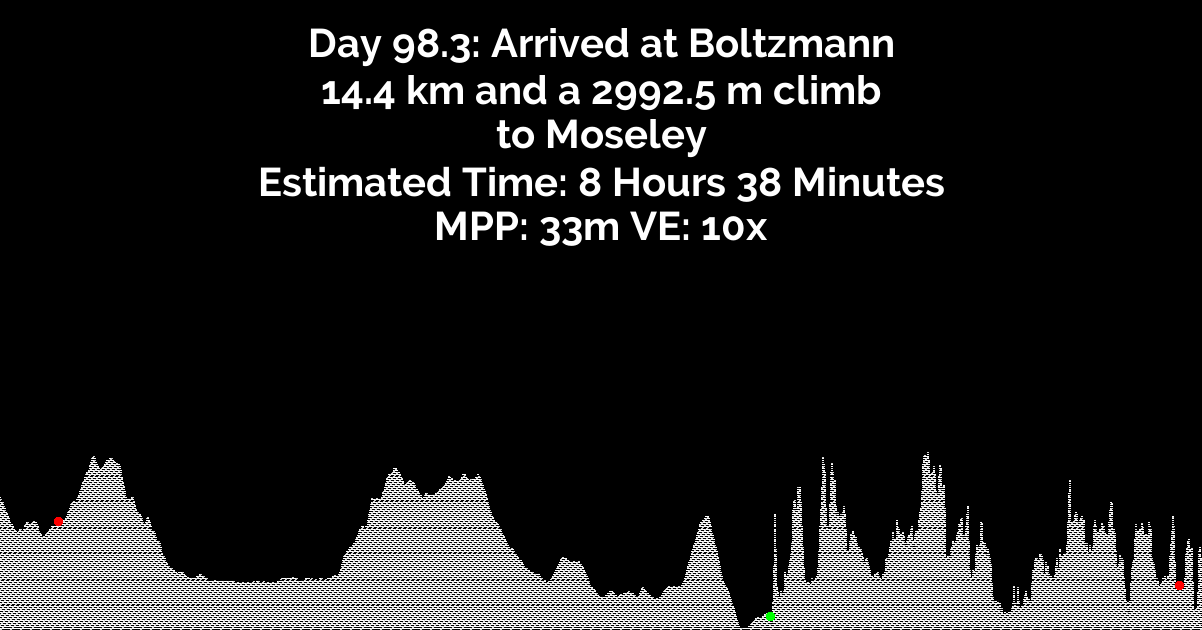 Day 98.3: Arrived at Boltzmann
14.4 km and a 2992.5 m climb
to Moseley
Estimated Time: 8 Hours 38 Minutes
MPP: 33m VE: 10x